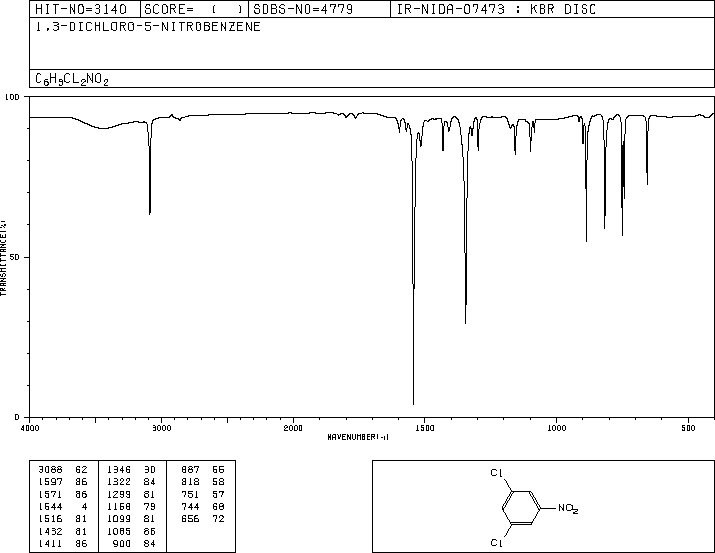 HIT-NO=3140 SCORE= ( ) SDBS-NO=4779 IR-NIDA-07473 : KBR DISC
1,3-DICHLORO-5-NITROBENZENE
C₆H₃CL₂NO₂
100
50
0
TRANSMITTANCE(%)
4000 3000 2000 1500 1000 500
WAVENUMBER(-1)
3088 62 1346 30 887 55
1597 86 1322 84 818 58
1571 86 1299 81 751 57
1544 4 1158 79 744 68
1516 81 1099 81 656 72
1432 81 1085 86
1411 86 900 84
Cl
NO₂
Cl